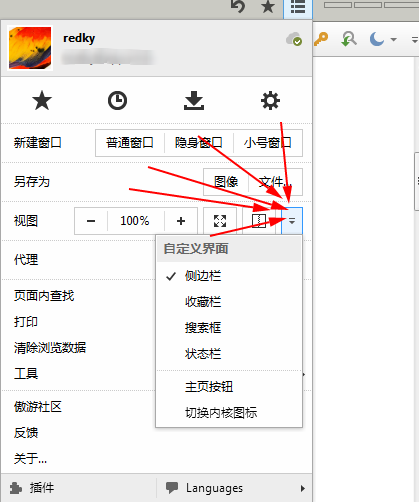 redky
新建窗口 普通窗口 隐身窗口 小号窗口
另存为 图像 文件
视图 − 100% +
自定义界面
代理 侧边栏
收藏栏
页面内查找
打印 搜索框
清除浏览数据 状态栏
工具
主页按钮
傲游社区 切换内核图标
反馈
关于...
插件 Languages